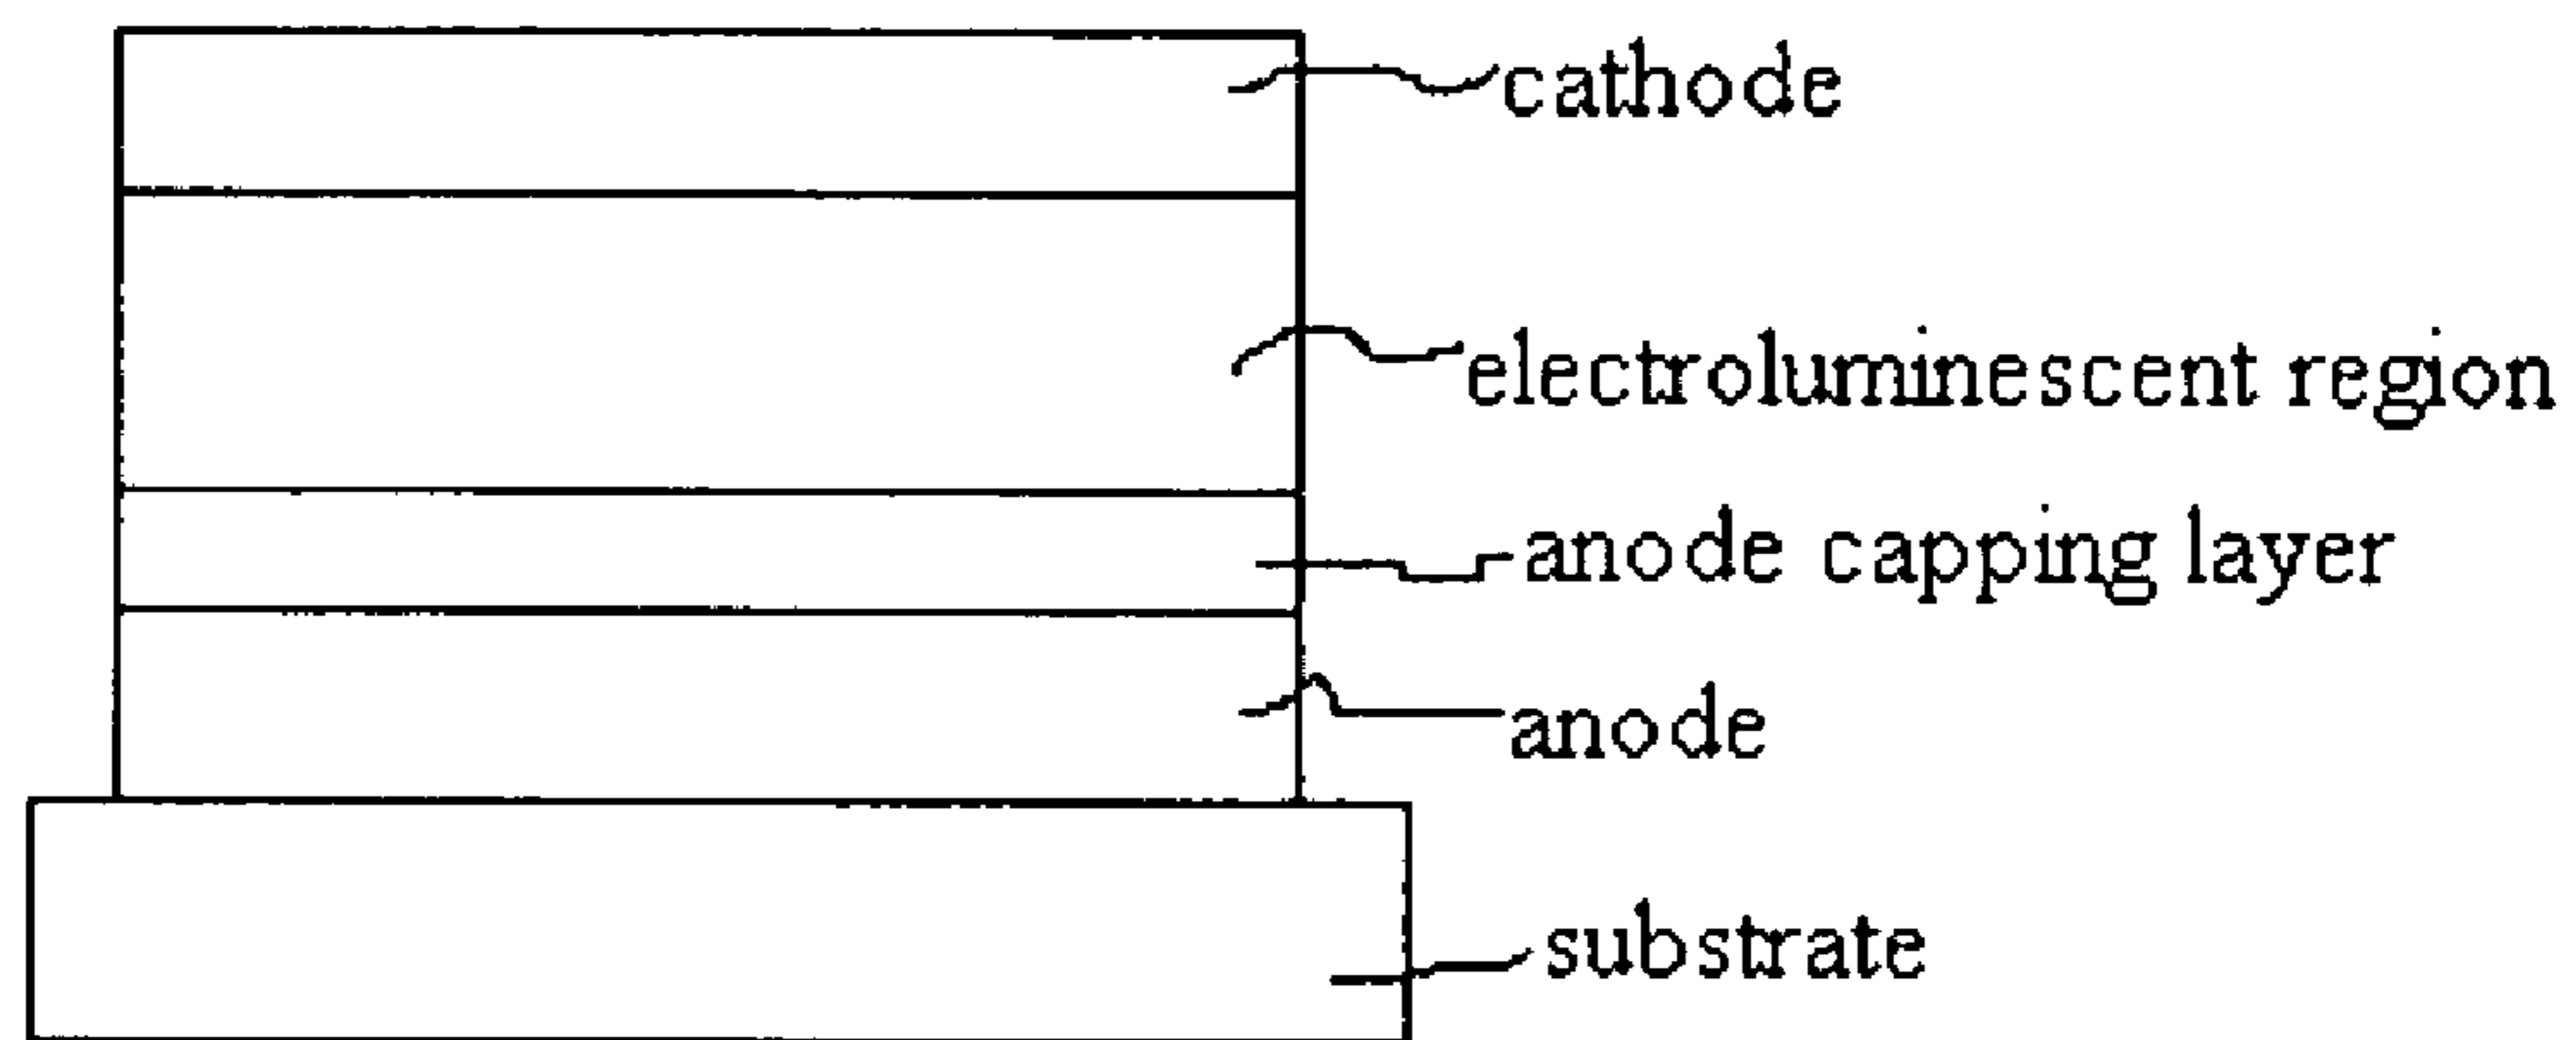 cathode
electroluminescent region
anode capping layer
anode
substrate